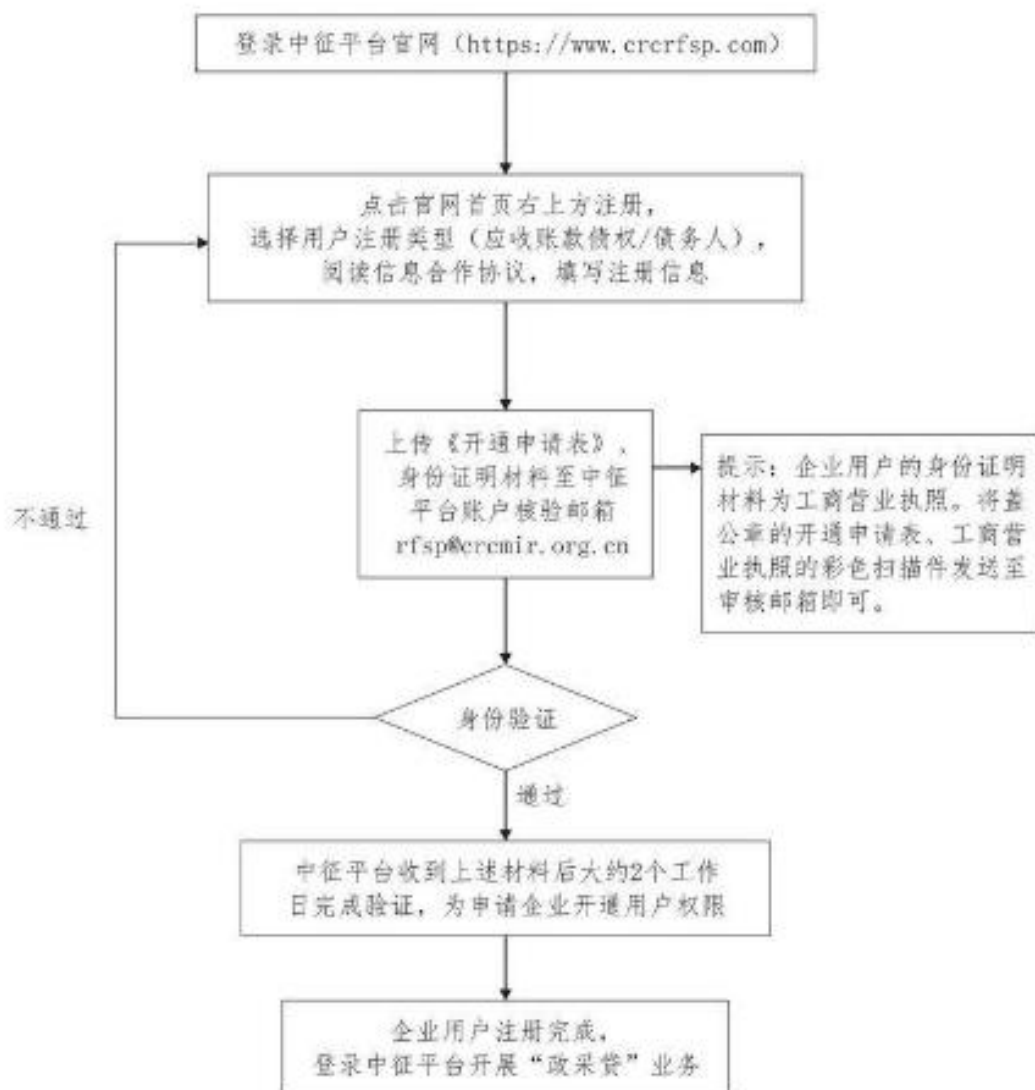 登录中征平台官网（https://www.crcrfsp.com）
点击官网首页右上方注册，
选择用户注册类型（应收账款债权/债务人），
阅读信息合作协议，填写注册信息
上传《开通申请表》、
身份证明材料至中征
平台账户核验邮箱
rfsp@crcmir.org.cn
提示：企业用户的身份证明
材料为工商营业执照。将盖
公章的开通申请表、工商营
业执照的彩色扫描件发送至
审核邮箱即可。
不通过
身份验证
通过
中征平台收到上述材料后大约2个工作
日完成验证，为申请企业开通用户权限
企业用户注册完成，
登录中征平台开展“政采贷”业务